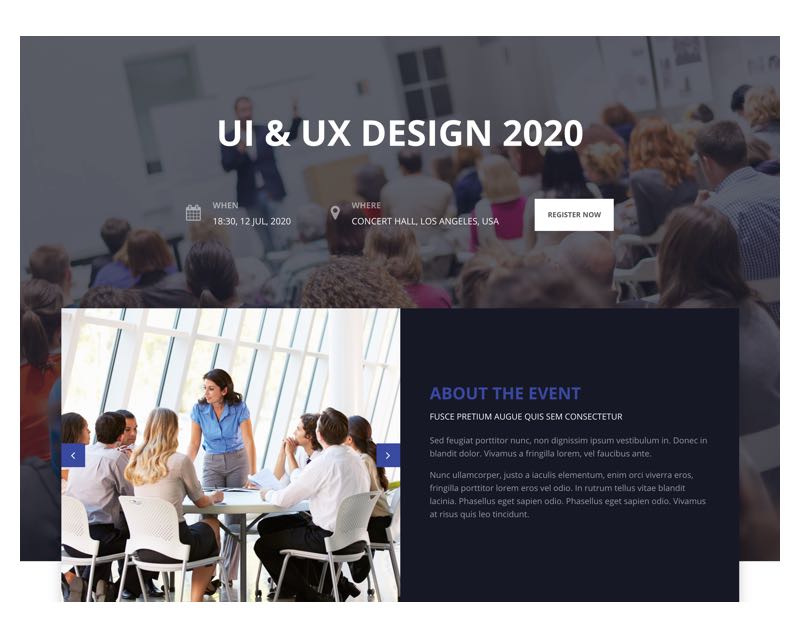 UI & UX DESIGN 2020
WHEN
18:30, 12 JUL, 2020
WHERE
CONCERT HALL, LOS ANGELES, USA
REGISTER NOW
ABOUT THE EVENT
FUSCE PRETIUM AUGUE QUIS SEM CONSECTETUR
Sed feugiat porttitor nunc, non dignissim ipsum vestibulum in. Donec in
blandit dolor. Vivamus a fringilla lorem, vel faucibus ante.
Nunc ullamcorper, justo a iaculis elementum, enim orci viverra eros,
fringilla porttitor lorem eros vel odio. In rutrum tellus vitae blandit
lacinia. Phasellus eget sapien odio. Phasellus eget sapien odio. Vivamus
at risus quis leo tincidunt.